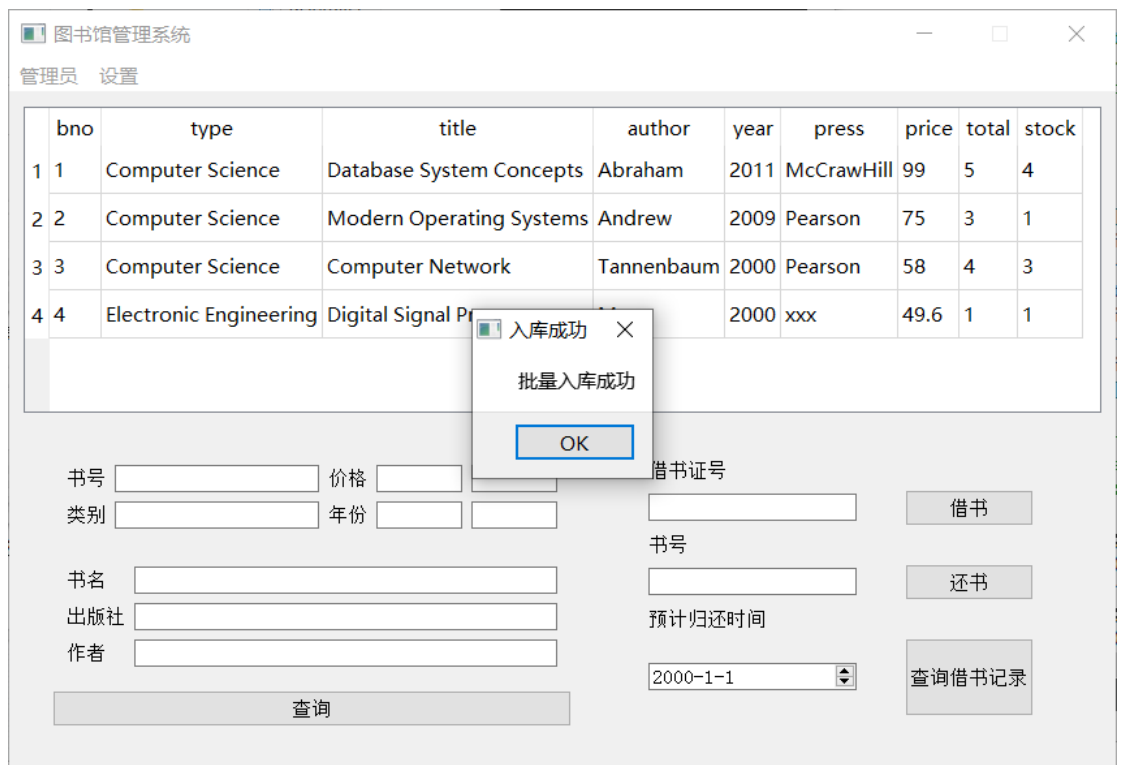 图书馆管理系统
管理员 设置
bno type title author year press price total stock
1 1 Computer Science Database System Concepts Abraham 2011 McCrawHill 99 5 4
2 2 Computer Science Modern Operating Systems Andrew 2009 Pearson 75 3 1
3 3 Computer Science Computer Network Tannenbaum 2000 Pearson 58 4 3
4 4 Electronic Engineering Digital Signal 2000 xxx 49.6 1 1
入库成功
批量入库成功
OK
书号 价格
类别 年份
书名
出版社
作者
查询
借书证号
借书
书号
还书
预计归还时间
2000-1-1
查询借书记录